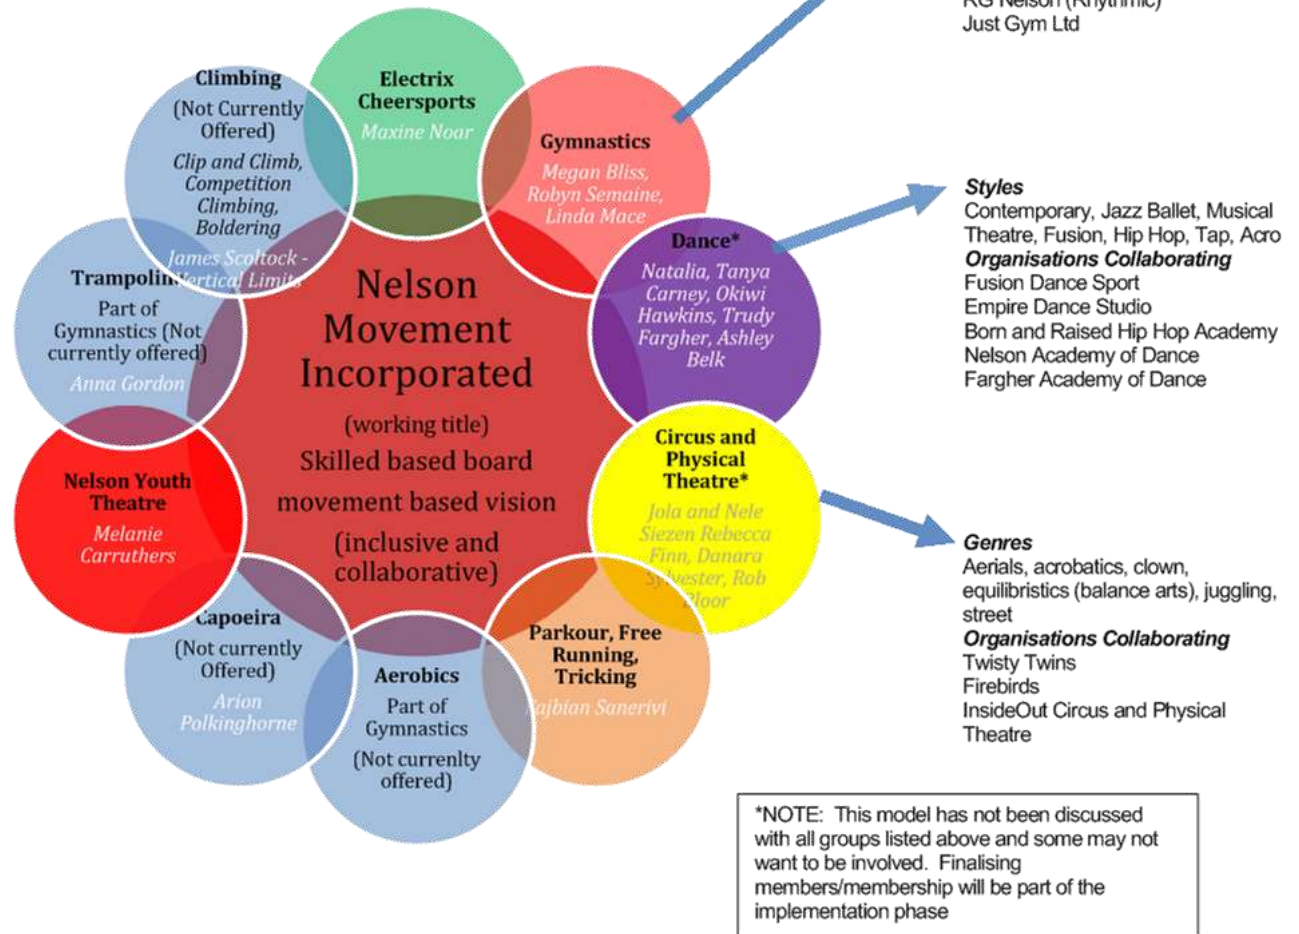 RG Nelson (Rhythmic)
Just Gym Ltd
Climbing
(Not Currently
Offered)
Clip and Climb,
Competition
Climbing,
Boldering
James Scoltock -
Vertical Limits
Electrix
Cheersports
Maxine Noar
Gymnastics
Megan Bliss,
Robyn Semaine,
Linda Mace
Dance*
Natalia, Tanya
Carney, Okiwi
Hawkins, Trudy
Fargher, Ashley
Belk
Styles
Contemporary, Jazz Ballet, Musical
Theatre, Fusion, Hip Hop, Tap, Acro
Organisations Collaborating
Fusion Dance Sport
Empire Dance Studio
Born and Raised Hip Hop Academy
Nelson Academy of Dance
Fargher Academy of Dance
Part of
Gymnastics (Not
currently offered)
Anna Gordon
Nelson
Movement
Incorporated
(working title)
Skilled based board
movement based vision
(inclusive and
collaborative)
Circus and
Physical
Theatre*
Jola and Nele
Siezen Rebecca
Finn, Danara
Sylvester, Rob
Bloor
Genres
Aerials, acrobatics, clown,
equilibristics (balance arts), juggling,
street
Organisations Collaborating
Twisty Twins
Firebirds
InsideOut Circus and Physical
Theatre
Nelson Youth
Theatre
Melanie
Carruthers
Capoeira
(Not currently
Offered)
Arion
Polkinghorne
Aerobics
Part of
Gymnastics
(Not currenlty
offered)
Parkour, Free
Running,
Tricking
Sanerivi
*NOTE: This model has not been discussed
with all groups listed above and some may not
want to be involved. Finalising
members/membership will be part of the
implementation phase